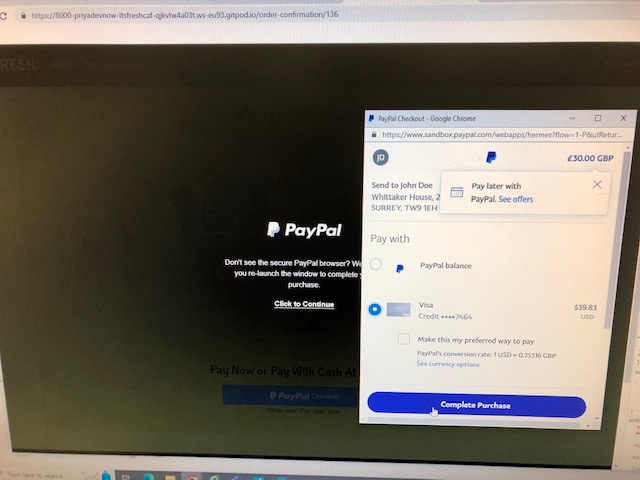 https://8000-priyadevnow-itsfreshcaf-qjkvhx4a03t.ws-eu93.gitpod.io/order-confirmation/136
RESH!
PayPal Checkout - Google Chrome
https://www.sandbox.paypal.com/webapps/hermes?flow=1-P&ulRetur...
JD
£30.00 GBP
Send to John Doe
Whittaker House, 2
SURREY, TW9 1EH
Pay later with
PayPal. See offers
Pay with
PayPal balance
Visa
Credit ••••7464
$39.83
USD
Make this my preferred way to pay
PayPal's conversion rate: 1 USD = 0.75316 GBP
See currency options
Complete Purchase
PayPal
Don't see the secure PayPal browser? We
you re-launch the window to complete
purchase.
Click to Continue
Pay Now or Pay With Cash At
PayPal Checkout
Type here to search